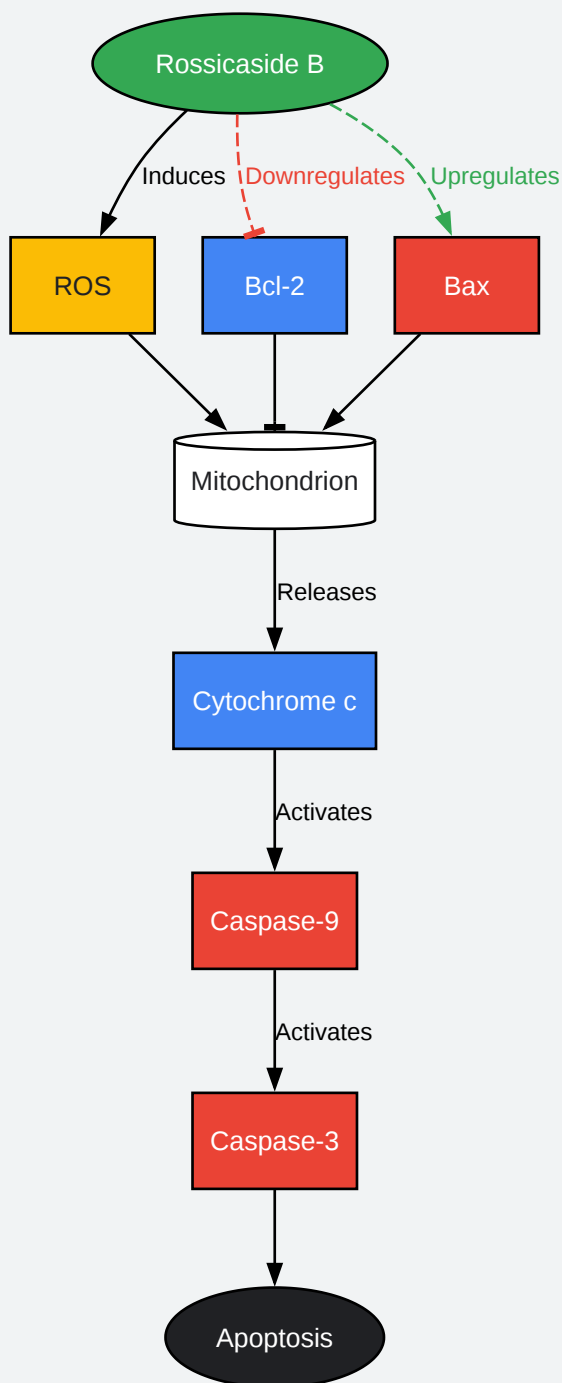 Rossicaside B
Induces
Downregulates
Upregulates
ROS
Bcl-2
Bax
Mitochondrion
Releases
Cytochrome c
Activates
Caspase-9
Activates
Caspase-3
Apoptosis